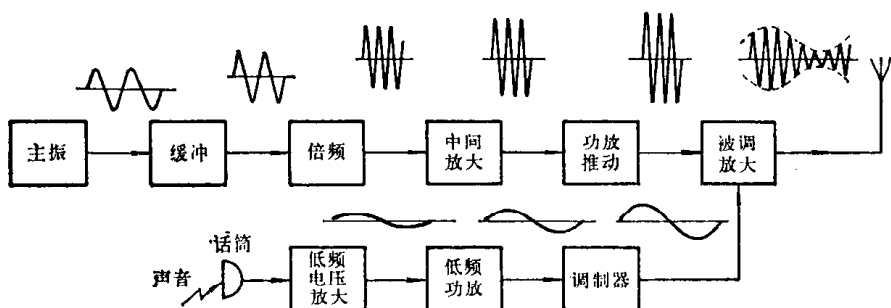 主振
缓冲
倍频
中间
放大
功放
推动
被调
放大
话筒
声音
低频
电压
放大
低频
功放
调制器